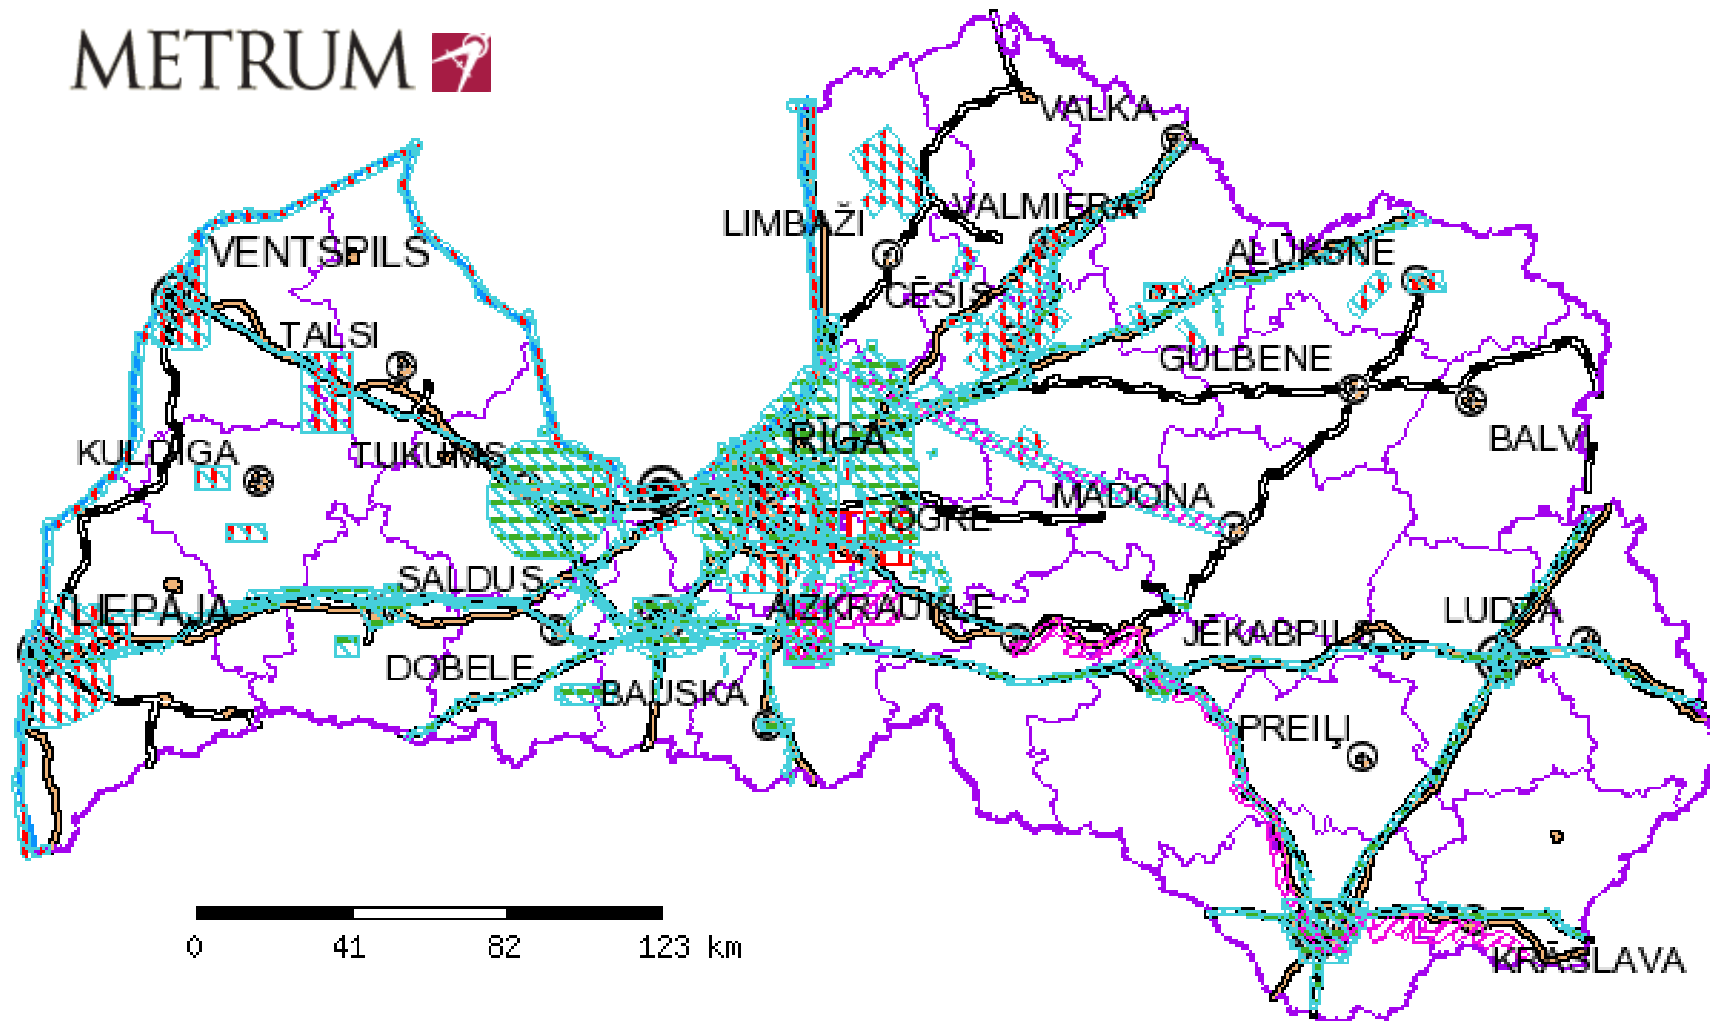 METRUM
VALKA
VALMIERA
LIMBAŽI
VENTSPILS
ALŪKSNE
CĒSIS
TALSI
GULBENE
RĪGA
BALVI
KULDĪGA
TUKUMS
MADONA
OGRE
SALDUS
LIEPĀJA
AIZKRAUKLE
LUDZA
JĒKABPILS
DOBELE
BAUSKA
PREIĻI
KRĀSLAVA
0 41 82 123 km